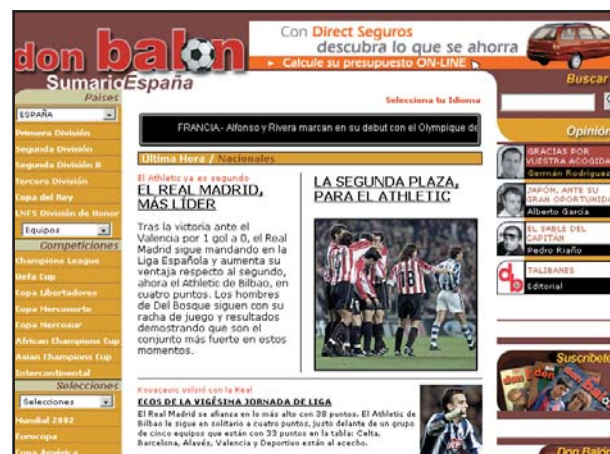 don balón
Sumario España
Con Direct Seguros
descubra lo que se ahorra
Calcule su presupuesto ON-LINE
Países
ESPAÑA
Primera División
Segunda División
Segunda División B
Tercera División
Copa del Rey
LNFS División de Honor
Equipos
Competiciones
Champions League
Uefa Cup
Copa Libertadores
Copa Merconorte
Copa Mercosur
African Champions Cup
Asian Champions Cup
Intercontinental
Selecciones
Selecciones
Mundial 2002
Eurocopa
Copa América
Selecciona tu Idioma
FRANCIA.- Alfonso y Rivera marcan en su debut con el Olympique de
Última Hora / Nacionales
El Athletic ya es segundo
EL REAL MADRID,
MÁS LÍDER
Tras la victoria ante el
Valencia por 1 gol a 0, el Real
Madrid sigue mandando en la
Liga Española y aumenta su
ventaja respecto al segundo,
ahora el Athletic de Bilbao, en
cuatro puntos. Los hombres
de Del Bosque siguen con su
racha de juego y resultados
demostrando que son el
conjunto más fuerte en estos
momentos.
LA SEGUNDA PLAZA,
PARA EL ATHLETIC
Kovacevic volvió con la Real
ECOS DE LA VIGÉSIMA JORNADA DE LIGA
El Real Madrid se afianza en lo más alto con 38 puntos. El Athletic de
Bilbao le sigue en solitario a cuatro puntos, justo delante de un grupo
de cinco equipos que están con 33 puntos en la tabla: Celta,
Barcelona, Alavés, Valencia y Deportivo están al acecho.
Buscar
Opinión
GRACIAS POR
VUESTRA ACOGIDA
Germán Rodríguez
JAPÓN, ANTE SU
GRAN OPORTUNIDA
Alberto García
EL SABLE DEL
CAPITÁN
Pedro Riaño
TALIBANES
Editorial
Suscríbete
Don Balón